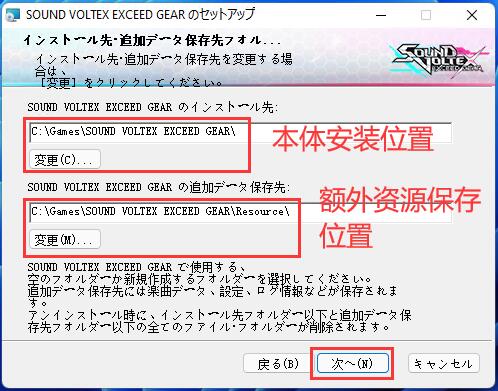 SOUND VOLTEX EXCEED GEAR のセットアップ
インストール先・追加データ保存先フォル...
インストール先・追加データ保存先を変更する場
合は、
［変更］をクリックしてください。
SOUND VOLTEX
EXCEED GEAR
SOUND VOLTEX EXCEED GEAR のインストール先:
C:\Games\SOUND VOLTEX EXCEED GEAR\
本体安装位置
変更(C)...
SOUND VOLTEX EXCEED GEAR の追加データ保存先:
C:\Games\SOUND VOLTEX EXCEED GEAR\Resource\
额外资源保存
位置
変更(M)...
SOUND VOLTEX EXCEED GEAR で使用する、
空のフォルダーか新規作成するフォルダーを選択してください。
追加データ保存先には楽曲データ、設定、ログ情報などが保存されま
す。
アンインストール時に、インストール先フォルダー以下と追加データ保
存先フォルダー以下の全てのファイル・フォルダーが削除されます。
戻る(B)
次へ(N)
キャンセル